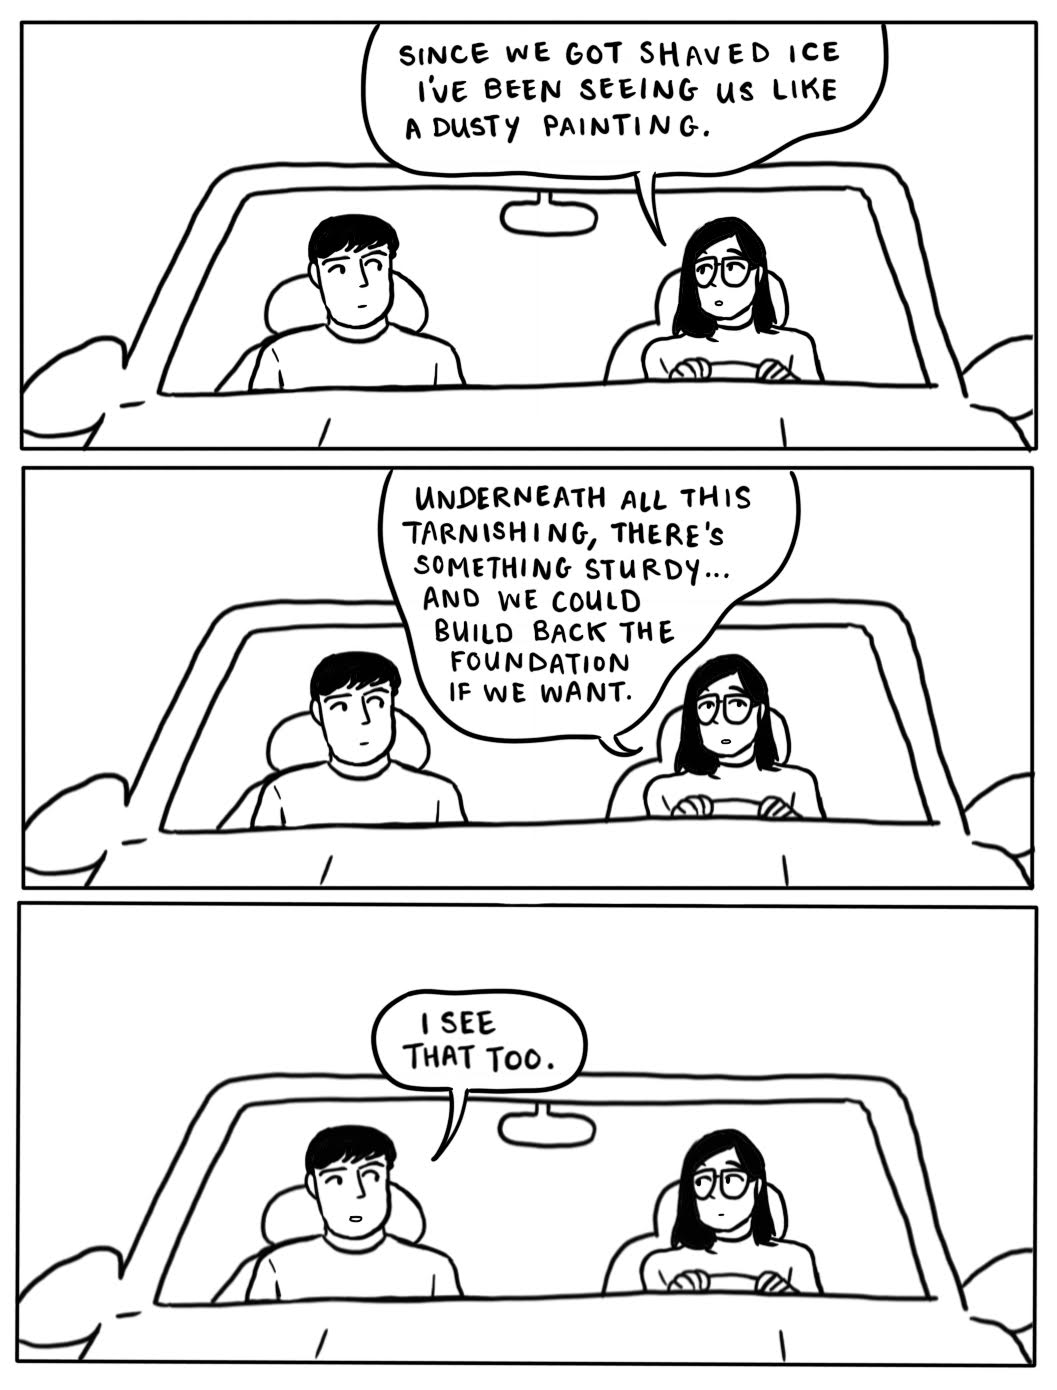 SINCE WE GOT SHAVED ICE
I'VE BEEN SEEING US LIKE
A DUSTY PAINTING.
UNDERNEATH ALL THIS
TARNISHING, THERE'S
SOMETHING STURDY...
AND WE COULD
BUILD BACK THE
FOUNDATION
IF WE WANT.
I SEE
THAT TOO.